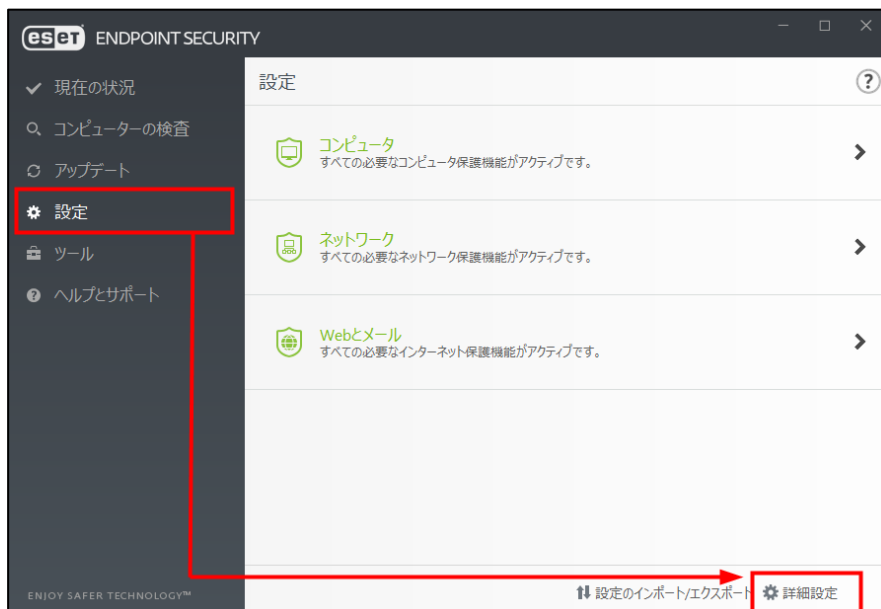 eset ENDPOINT SECURITY
現在の状況
コンピューターの検査
アップデート
設定
ツール
ヘルプとサポート
ENJOY SAFER TECHNOLOGY™
設定
?
コンピュータ
すべての必要なコンピュータ保護機能がアクティブです。
ネットワーク
すべての必要なネットワーク保護機能がアクティブです。
Webとメール
すべての必要なインターネット保護機能がアクティブです。
設定のインポート/エクスポート
詳細設定